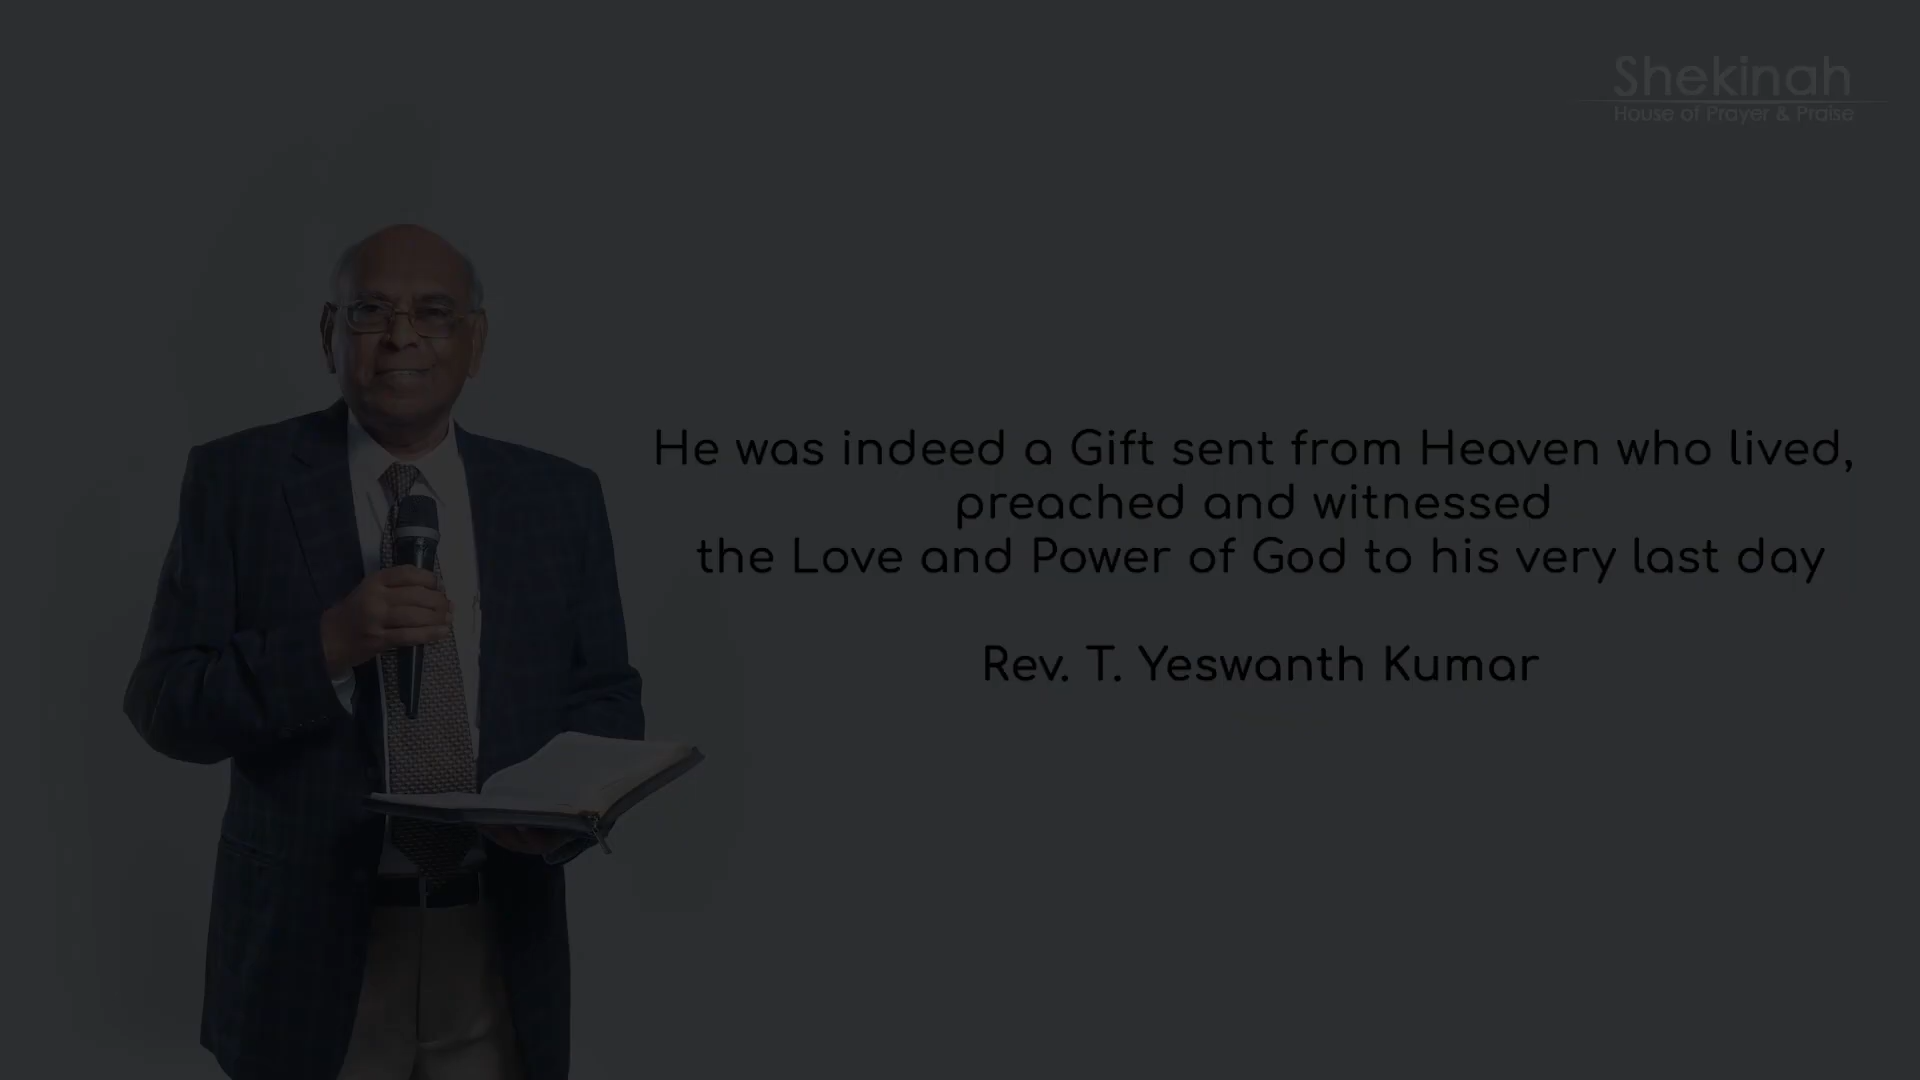 Shekinah
House of Prayer & Praise
He was indeed a Gift sent from Heaven who lived,
preached and witnessed
the Love and Power of God to his very last day
Rev. T. Yeswanth Kumar